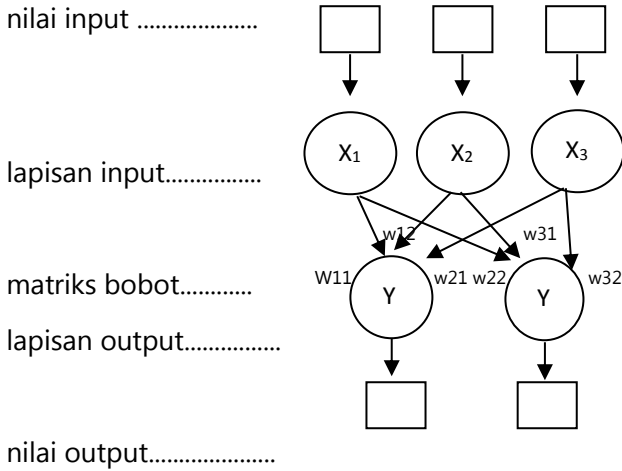 nilai input ....................
X1 X2 X3
lapisan input................
w12 w31
matriks bobot............ W11 Y w21 w22 Y w32
lapisan output................
nilai output.....................